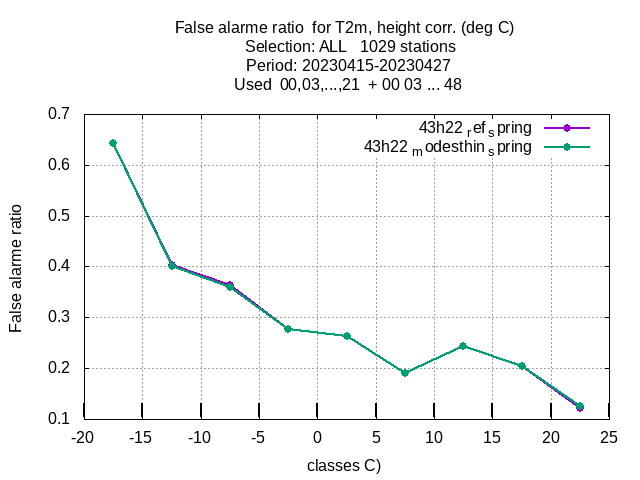 False alarme ratio  for T2m, height corr. (deg C)
Selection: ALL   1029 stations
Period: 20230415-20230427
Used  00,03,...,21  + 00 03 ... 48
43h22 ref spring
43h22 modesthin spring
0.7
0.6
0.5
0.4
0.3
0.2
0.1
False alarme ratio
-20 -15 -10 -5 0 5 10 15 20 25
classes C)